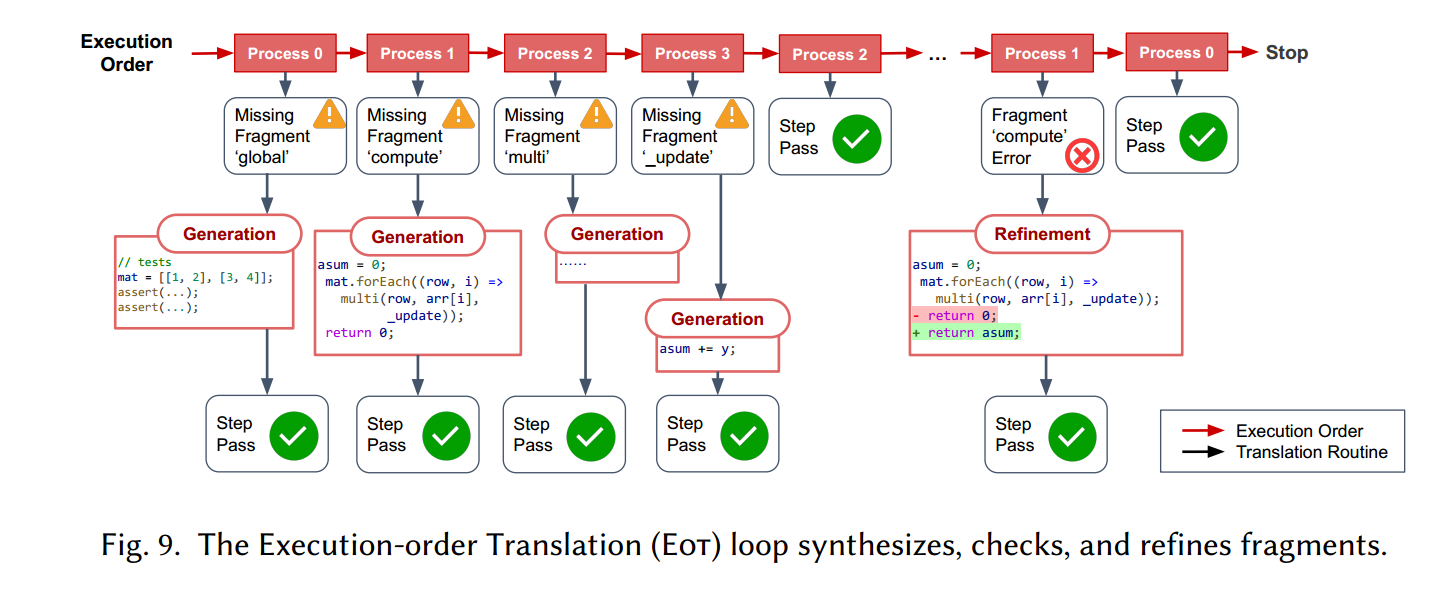 Execution
Order
Process 0
Process 1
Process 2
Process 3
Process 2
...
Process 1
Process 0
Stop
Missing
Fragment
‘global’
Missing
Fragment
‘compute’
Missing
Fragment
‘multi’
Missing
Fragment
‘_update’
Step
Pass
Fragment
‘compute’
Error
Step
Pass
Generation
// tests
mat = [[1, 2], [3, 4]];
assert(...);
assert(...);
Generation
asum = 0;
mat.forEach((row, i) =>
multi(row, arr[i],
_update));
return 0;
Generation
......
Generation
asum += y;
Refinement
asum = 0;
mat.forEach((row, i) =>
multi(row, arr[i], _update));
- return 0;
+ return asum;
Step
Pass
Step
Pass
Step
Pass
Step
Pass
Step
Pass
Execution Order
Translation Routine
Fig. 9. The Execution-order Translation (Eot) loop synthesizes, checks, and refines fragments.